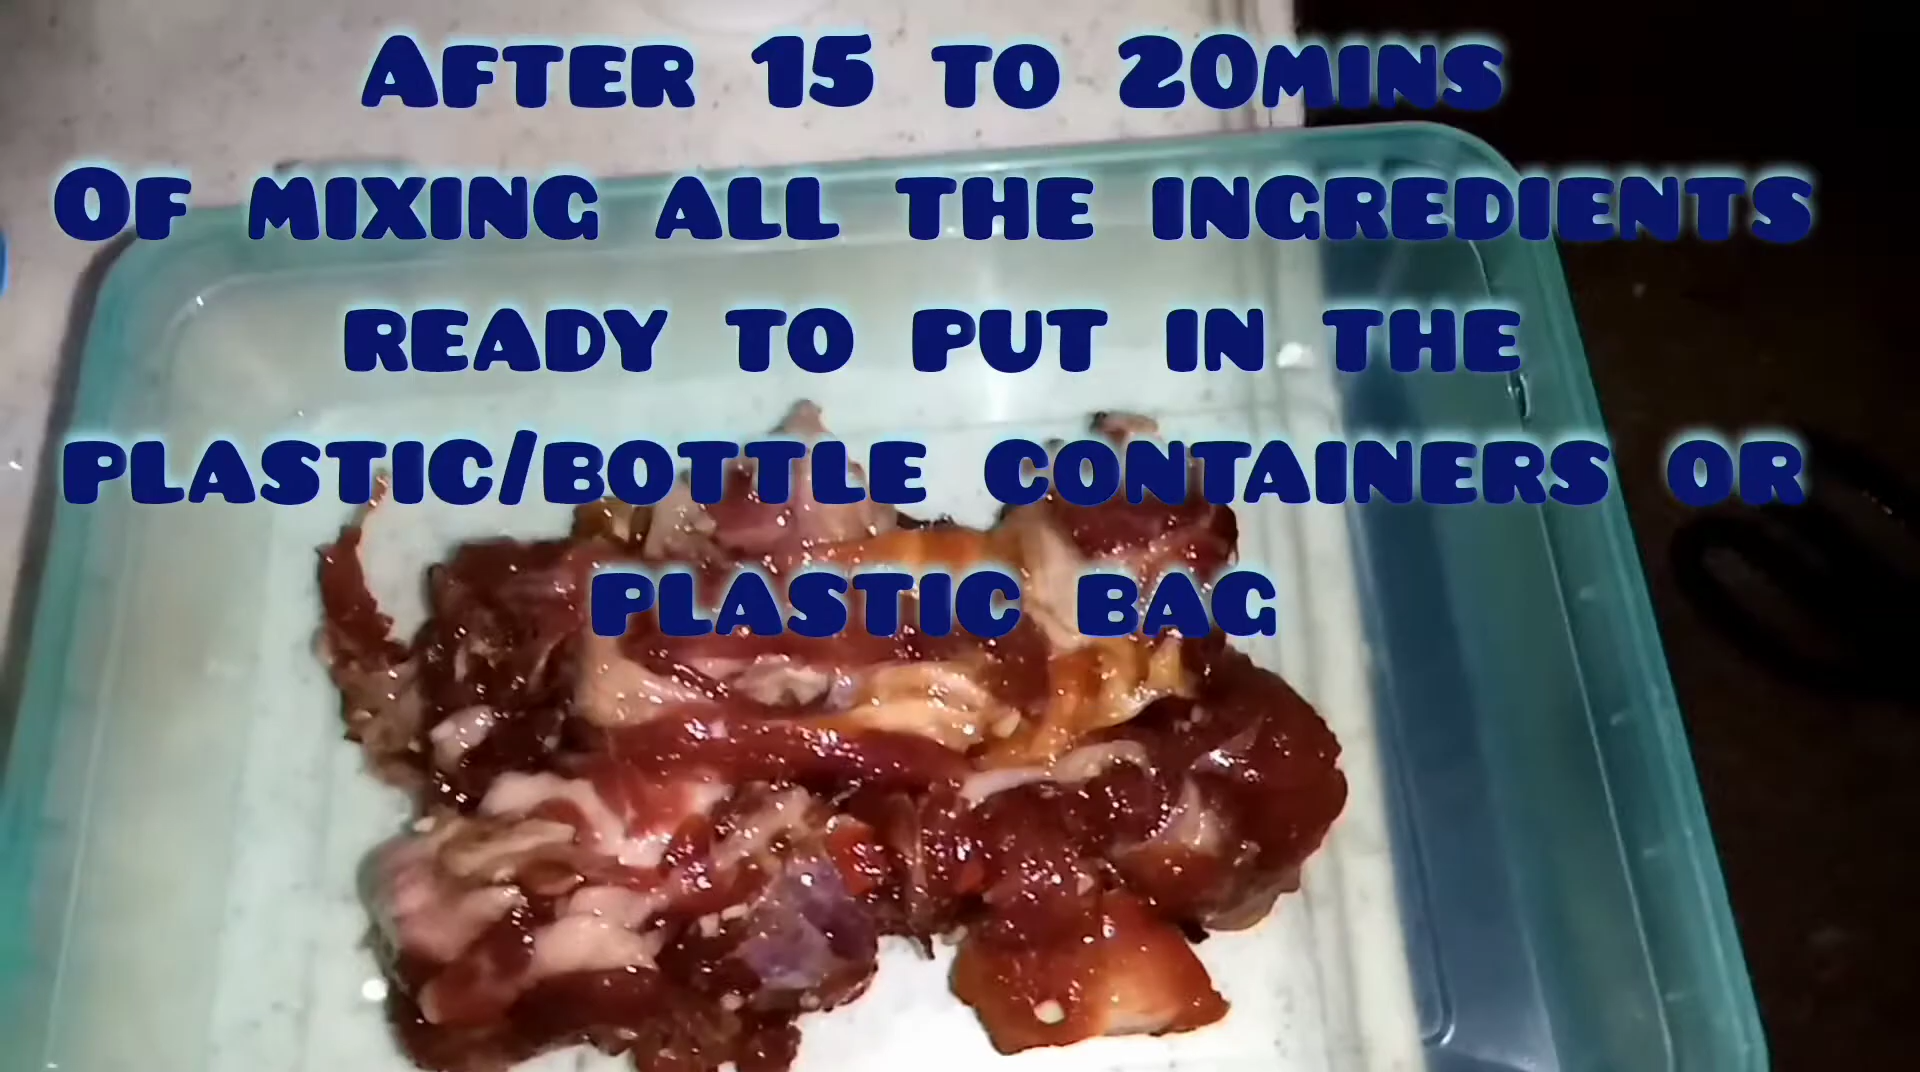 After 15 to 20mins
Of mixing all the ingredients
ready to put in the
plastic/bottle containers or
plastic bag